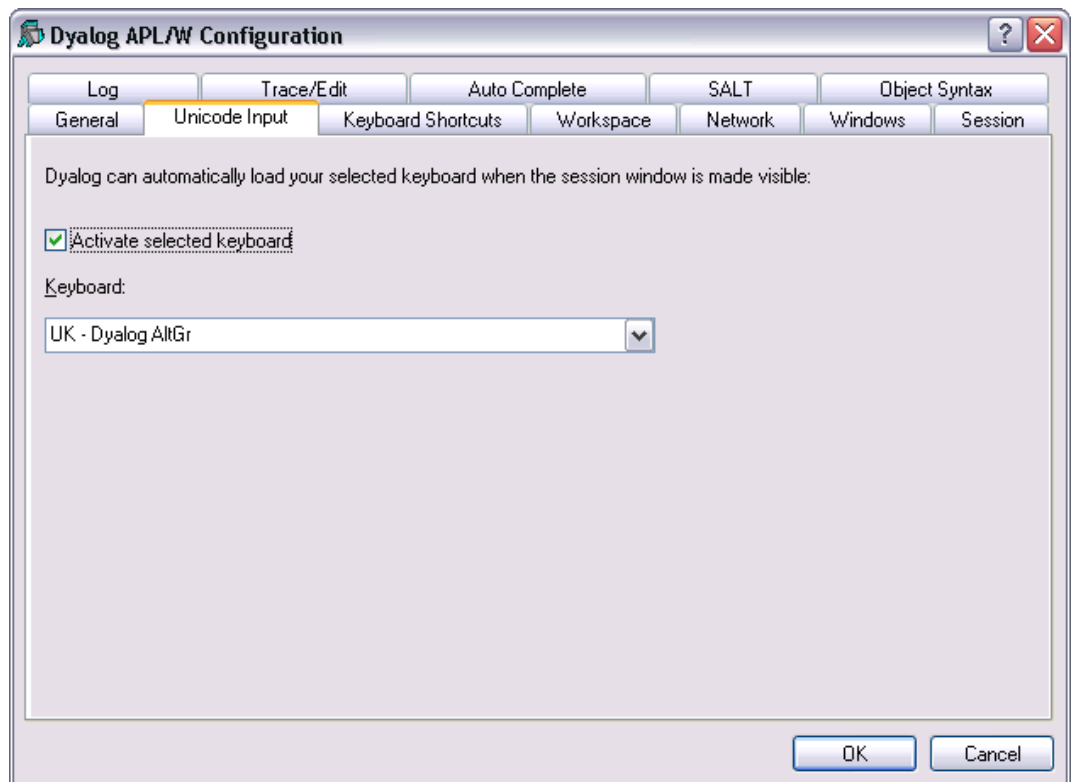 Dyalog APL/W Configuration
Log Trace/Edit Auto Complete SALT Object Syntax
General Unicode Input Keyboard Shortcuts Workspace Network Windows Session
Dyalog can automatically load your selected keyboard when the session window is made visible:
Activate selected keyboard
Keyboard:
UK - Dyalog AltGr
OK Cancel